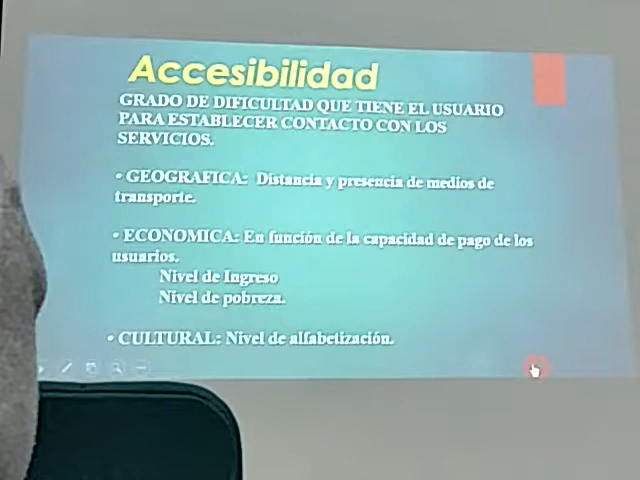 Accesibilidad
GRADO DE DIFICULTAD QUE TIENE EL USUARIO
PARA ESTABLECER CONTACTO CON LOS
SERVICIOS.
• GEOGRAFICA: Distancia y presencia de medios de
transporte.
• ECONOMICA: En función de la capacidad de pago de los
usuarios.
Nivel de Ingreso
Nivel de pobreza.
• CULTURAL: Nivel de alfabetización.